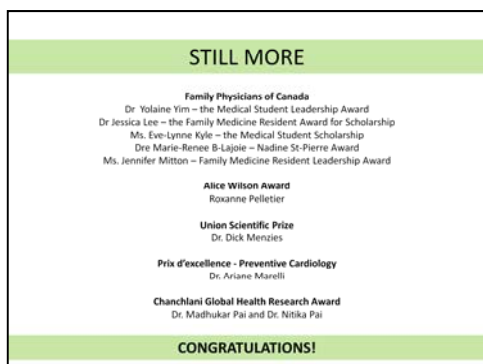 STILL MORE
Family Physicians of Canada
Dr Yolaine Yim – the Medical Student Leadership Award
Dr Jessica Lee – the Family Medicine Resident Award for Scholarship
Ms. Eve-Lynne Kyle – the Medical Student Scholarship
Dre Marie-Renee B-Lajoie – Nadine St-Pierre Award
Ms. Jennifer Mitton – Family Medicine Resident Leadership Award
Alice Wilson Award
Roxanne Pelletier
Union Scientific Prize
Dr. Dick Menzies
Prix d'excellence - Preventive Cardiology
Dr. Ariane Marelli
Chanchlani Global Health Research Award
Dr. Madhukar Pai and Dr. Nitika Pai
CONGRATULATIONS!